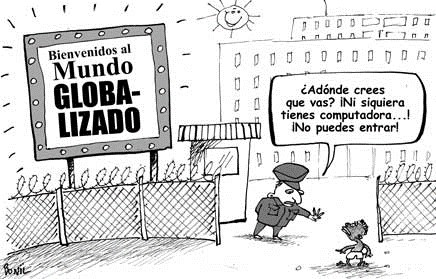 Bienvenidos al
Mundo
GLOBA-
LIZADO
¿Adónde crees
que vas? ¡Ni siquiera
tienes computadora...!
¡No puedes entrar!
BONIL